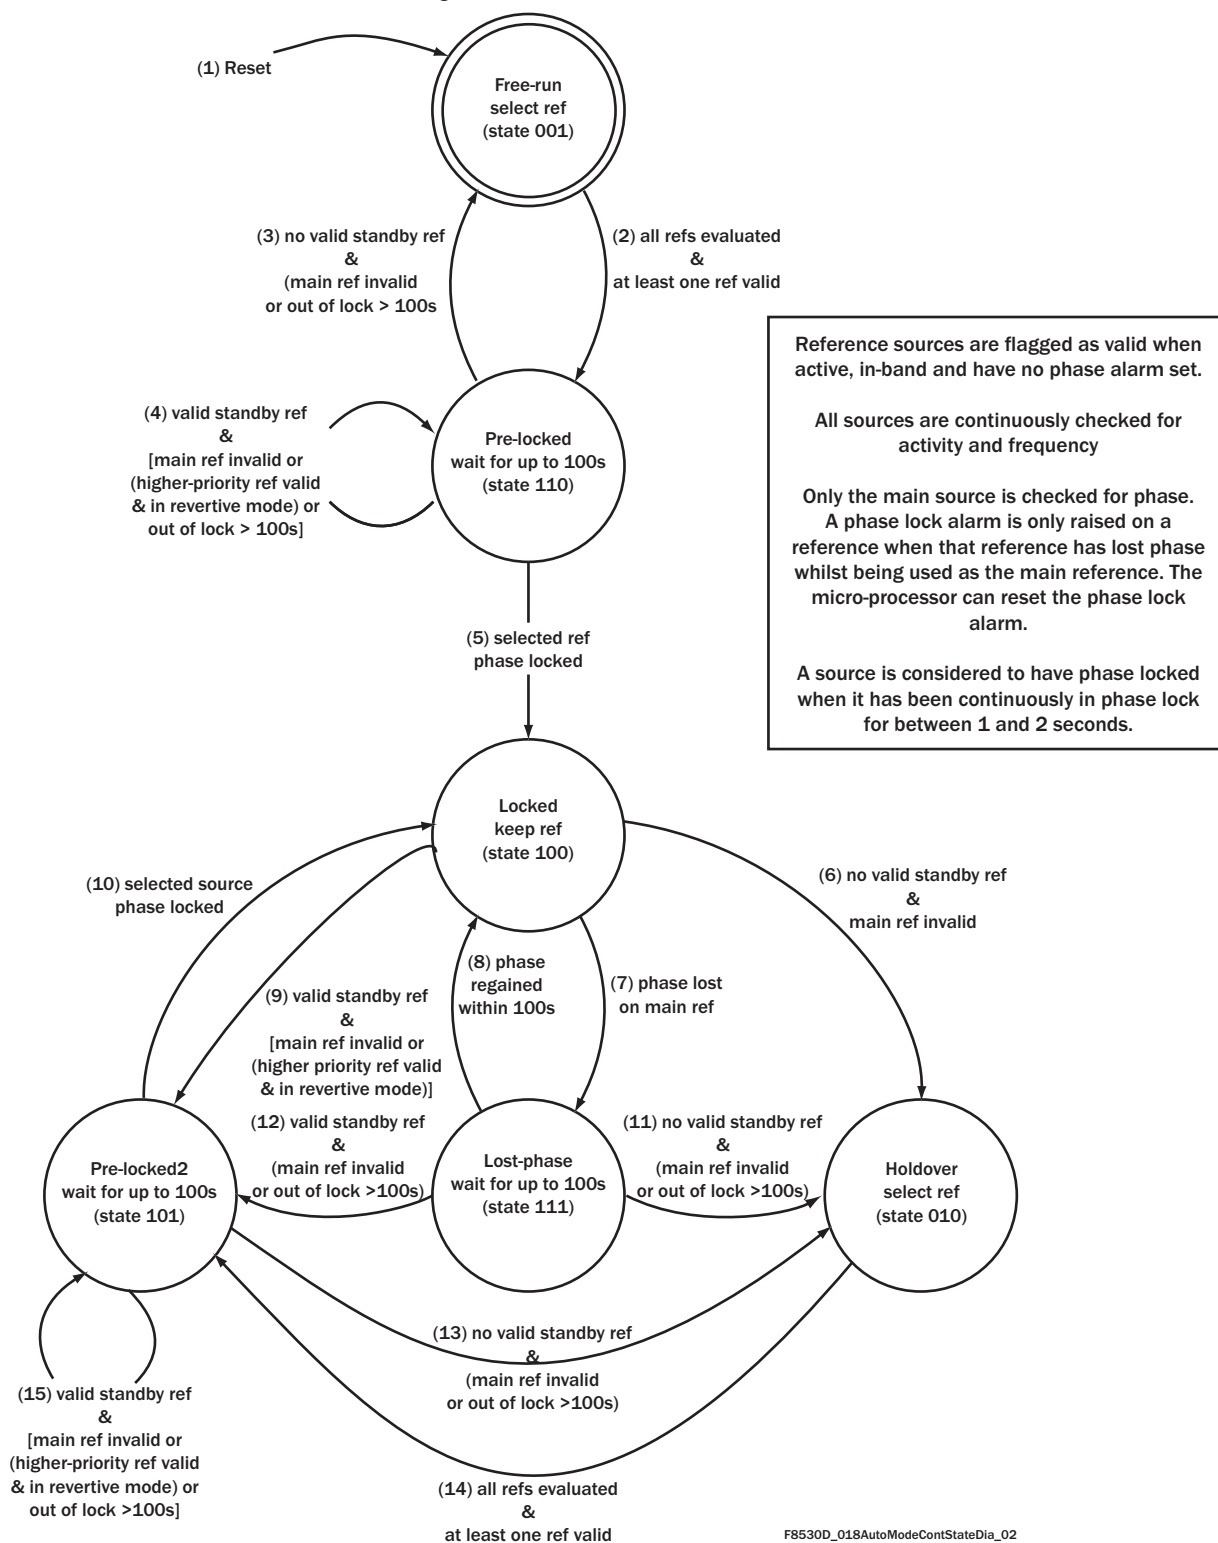 (1) Reset
Free-run
select ref
(state 001)
(3) no valid standby ref
&
(main ref invalid
or out of lock > 100s
(2) all refs evaluated
&
at least one ref valid
Reference sources are flagged as valid when
active, in-band and have no phase alarm set.
All sources are continuously checked for
activity and frequency
Only the main source is checked for phase.
A phase lock alarm is only raised on a
reference when that reference has lost phase
whilst being used as the main reference. The
micro-processor can reset the phase lock
alarm.
A source is considered to have phase locked
when it has been continuously in phase lock
for between 1 and 2 seconds.
(4) valid standby ref
&
[main ref invalid or
(higher-priority ref valid
& in revertive mode) or
out of lock > 100s]
Pre-locked
wait for up to 100s
(state 110)
(5) selected ref
phase locked
Locked
keep ref
(state 100)
(10) selected source
phase locked
(6) no valid standby ref
&
main ref invalid
(9) valid standby ref
&
[main ref invalid or
(higher priority ref valid
& in revertive mode)]
(8) phase
regained
within 100s
(7) phase lost
on main ref
(12) valid standby ref
&
(main ref invalid
or out of lock >100s)
(11) no valid standby ref
&
(main ref invalid
or out of lock >100s)
Pre-locked2
wait for up to 100s
(state 101)
Lost-phase
wait for up to 100s
(state 111)
Holdover
select ref
(state 010)
(13) no valid standby ref
&
(main ref invalid
or out of lock >100s)
(15) valid standby ref
&
[main ref invalid or
(higher-priority ref valid
& in revertive mode) or
out of lock >100s]
(14) all refs evaluated
&
at least one ref valid
F8530D_018AutoModeContStateDia_02